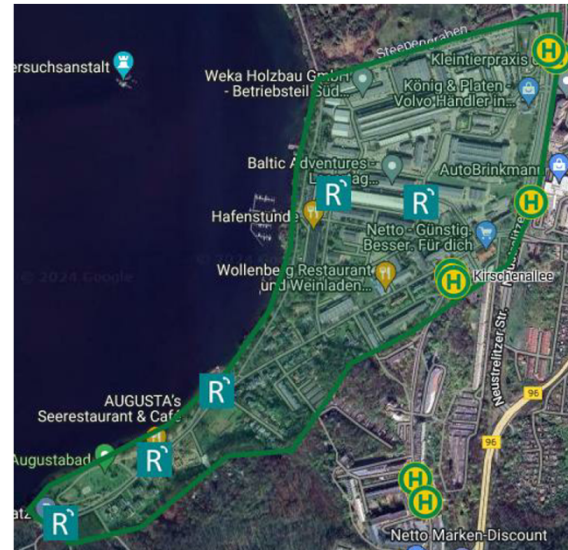 Steepengraben
ersuchsanstalt
Kleintierpraxis
Weka Holzbau GmbH
- Betriebsteil Süd...
König & Platen -
Volvo Händler in...
Baltic Adventures -
AutoBrinkmann
Hafenstunde
Netto - Günstig.
Besser. Für dich
Wollenberg Restaurant
und Weinladen...
Kirschenallee
© 2024 Google
Neustrelitzer Str.
96
AUGUSTA's
Seerestaurant & Café
96
Augustabad
atz
Netto Marken-Discount
R
R
R
R
R
H
H
H
H
H
H